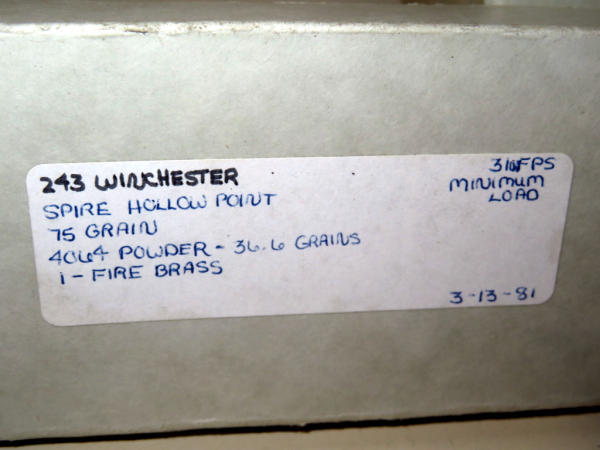 243 WINCHESTER
SPIRE HOLLOW POINT
75 GRAIN
4064 POWDER - 36.6 GRAINS
1 - FIRE BRASS
FPS
MINIMUM
LOAD
3-13-81